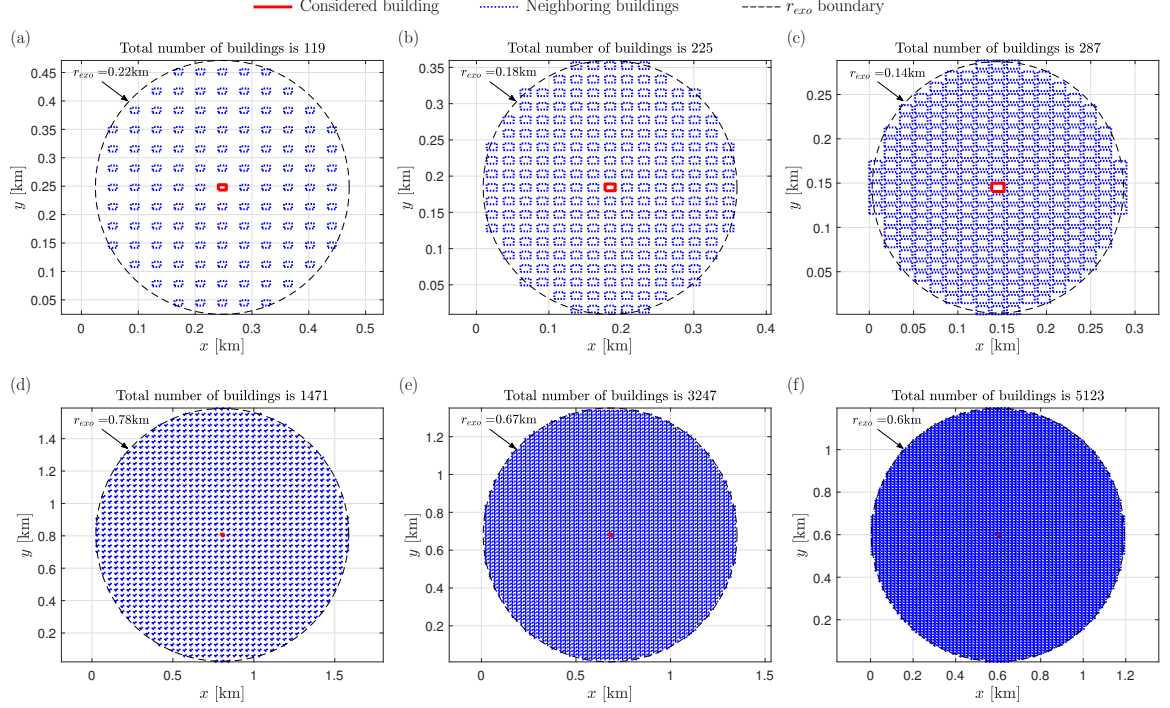 Considered building Neighboring buildings r_exo boundary
(a) (b) (c)
Total number of buildings is 119
r_exo =0.22km
0.45
0.4
0.35
0.3
0.25
0.2
0.15
0.1
0.05
y [km]
0 0.1 0.2 0.3 0.4 0.5
x [km]
Total number of buildings is 225
r_exo =0.18km
0.35
0.3
0.25
0.2
0.15
0.1
0.05
y [km]
0 0.1 0.2 0.3 0.4
x [km]
Total number of buildings is 287
r_exo =0.14km
0.25
0.2
0.15
0.1
0.05
y [km]
0 0.05 0.1 0.15 0.2 0.25 0.3
x [km]
(d) (e) (f)
Total number of buildings is 1471
r_exo =0.78km
1.4
1.2
1
0.8
0.6
0.4
0.2
y [km]
0 0.5 1 1.5
x [km]
Total number of buildings is 3247
r_exo =0.67km
1.2
1
0.8
0.6
0.4
0.2
y [km]
0 0.5 1 1.5
x [km]
Total number of buildings is 5123
r_exo =0.6km
1
0.8
0.6
0.4
0.2
y [km]
0 0.2 0.4 0.6 0.8 1 1.2
x [km]